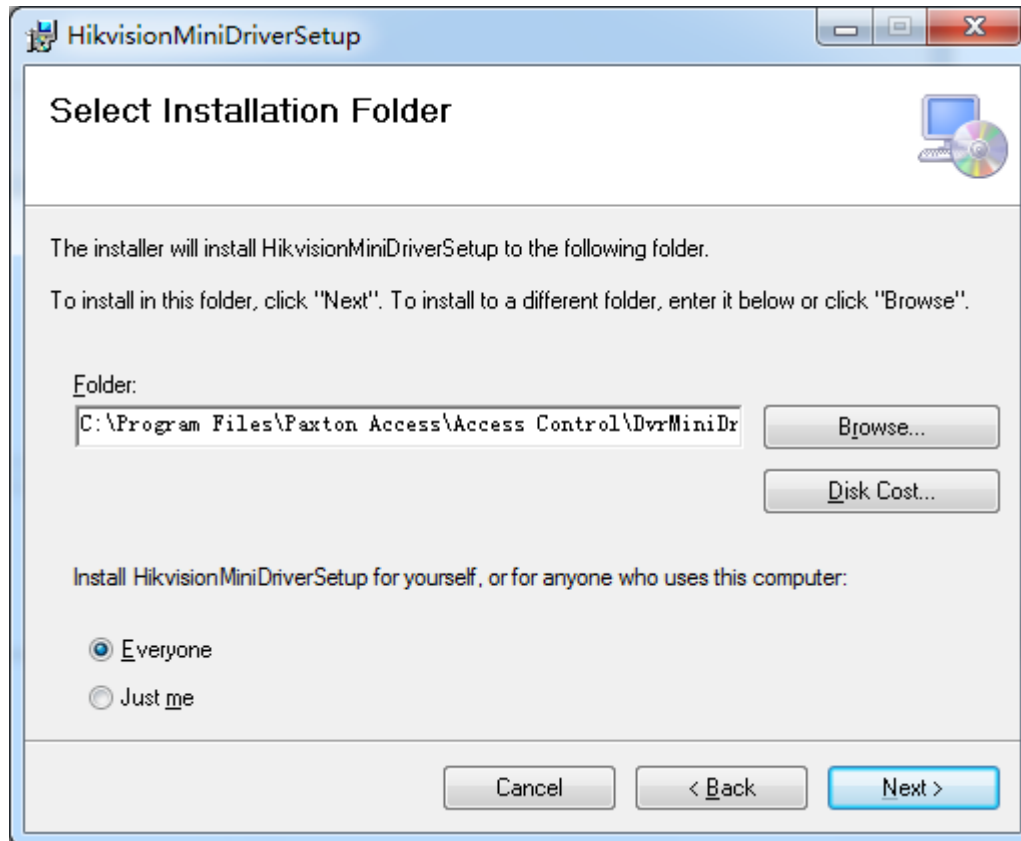 HikvisionMiniDriverSetup
Select Installation Folder
The installer will install HikvisionMiniDriverSetup to the following folder.
To install in this folder, click "Next". To install to a different folder, enter it below or click "Browse".
Folder:
C:\Program Files\Paxton Access\Access Control\DvrMiniDr
Browse...
Disk Cost...
Install HikvisionMiniDriverSetup for yourself, or for anyone who uses this computer:
Everyone
Just me
Cancel
< Back
Next >